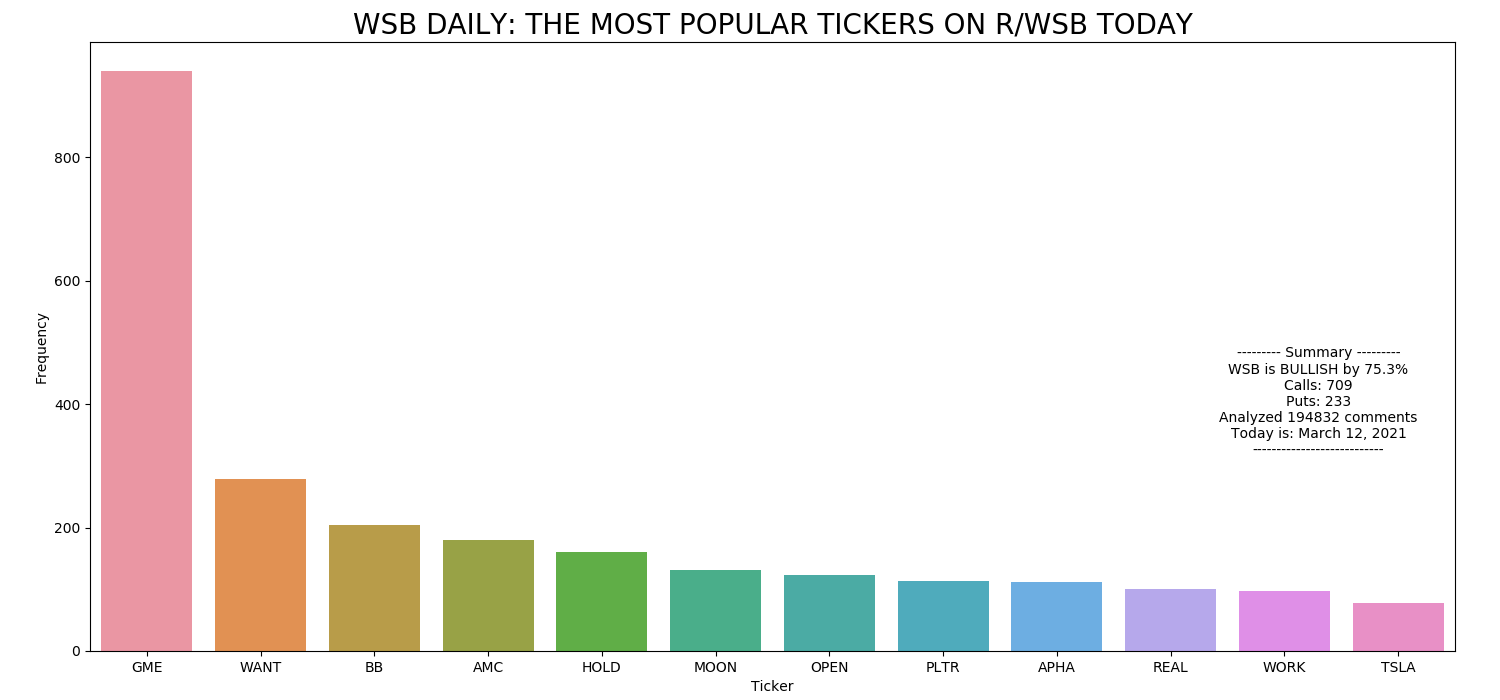 WSB DAILY: THE MOST POPULAR TICKERS ON R/WSB TODAY
Frequency
800
600
400
200
0
--------- Summary ---------
WSB is BULLISH by 75.3%
Calls: 709
Puts: 233
Analyzed 194832 comments
Today is: March 12, 2021
---------------------------
GME WANT BB AMC HOLD MOON OPEN PLTR APHA REAL WORK TSLA
Ticker